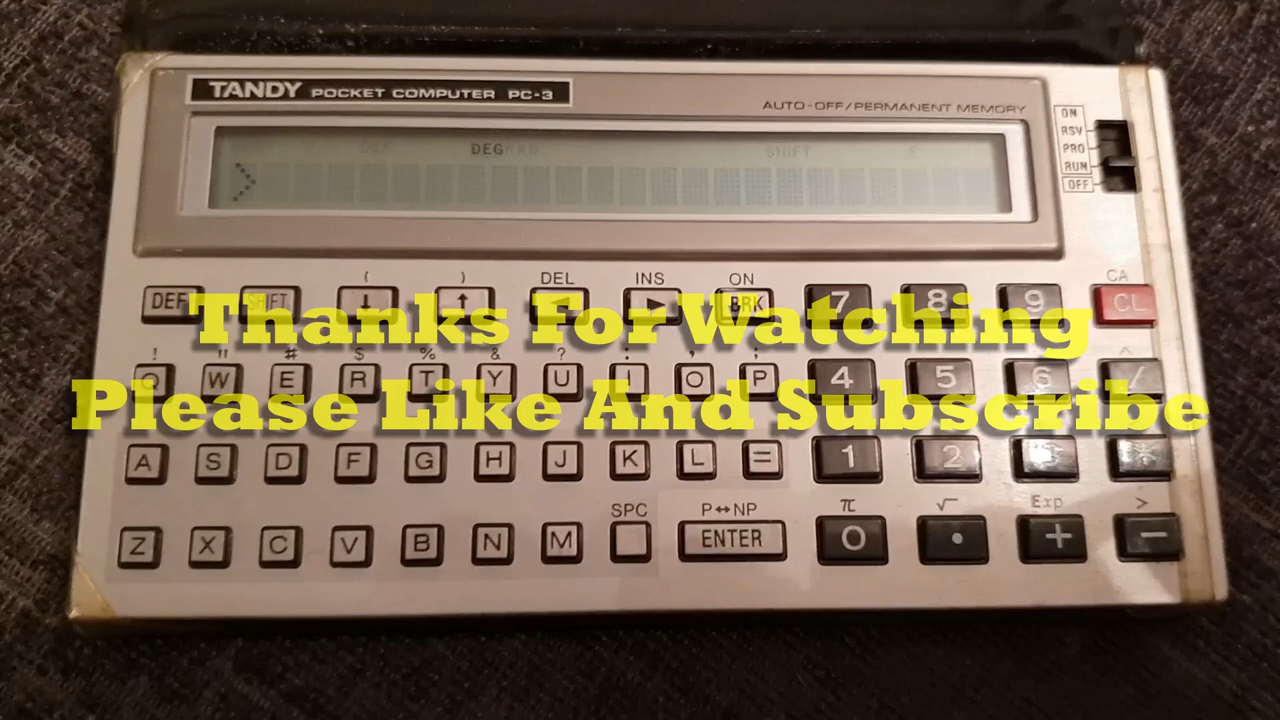 TANDY POCKET COMPUTER PC-3
AUTO-OFF/PERMANENT MEMORY
ON
RSV
PRO
RUN
OFF
DEG RAD SHIFT E
>
( ) DEL INS ON CA
DEF SHIFT ↓ ↑ ◄ ► BRK 7 8 9 CL
Thanks For Watching
! " # $ % & ? : , ; ^
Q W E R T Y U I O P 4 5 6 /
Please Like And Subscribe
A S D F G H J K L = 1 2 3 *
SPC P↔NP π √ Exp >
Z X C V B N M ENTER 0 . + −